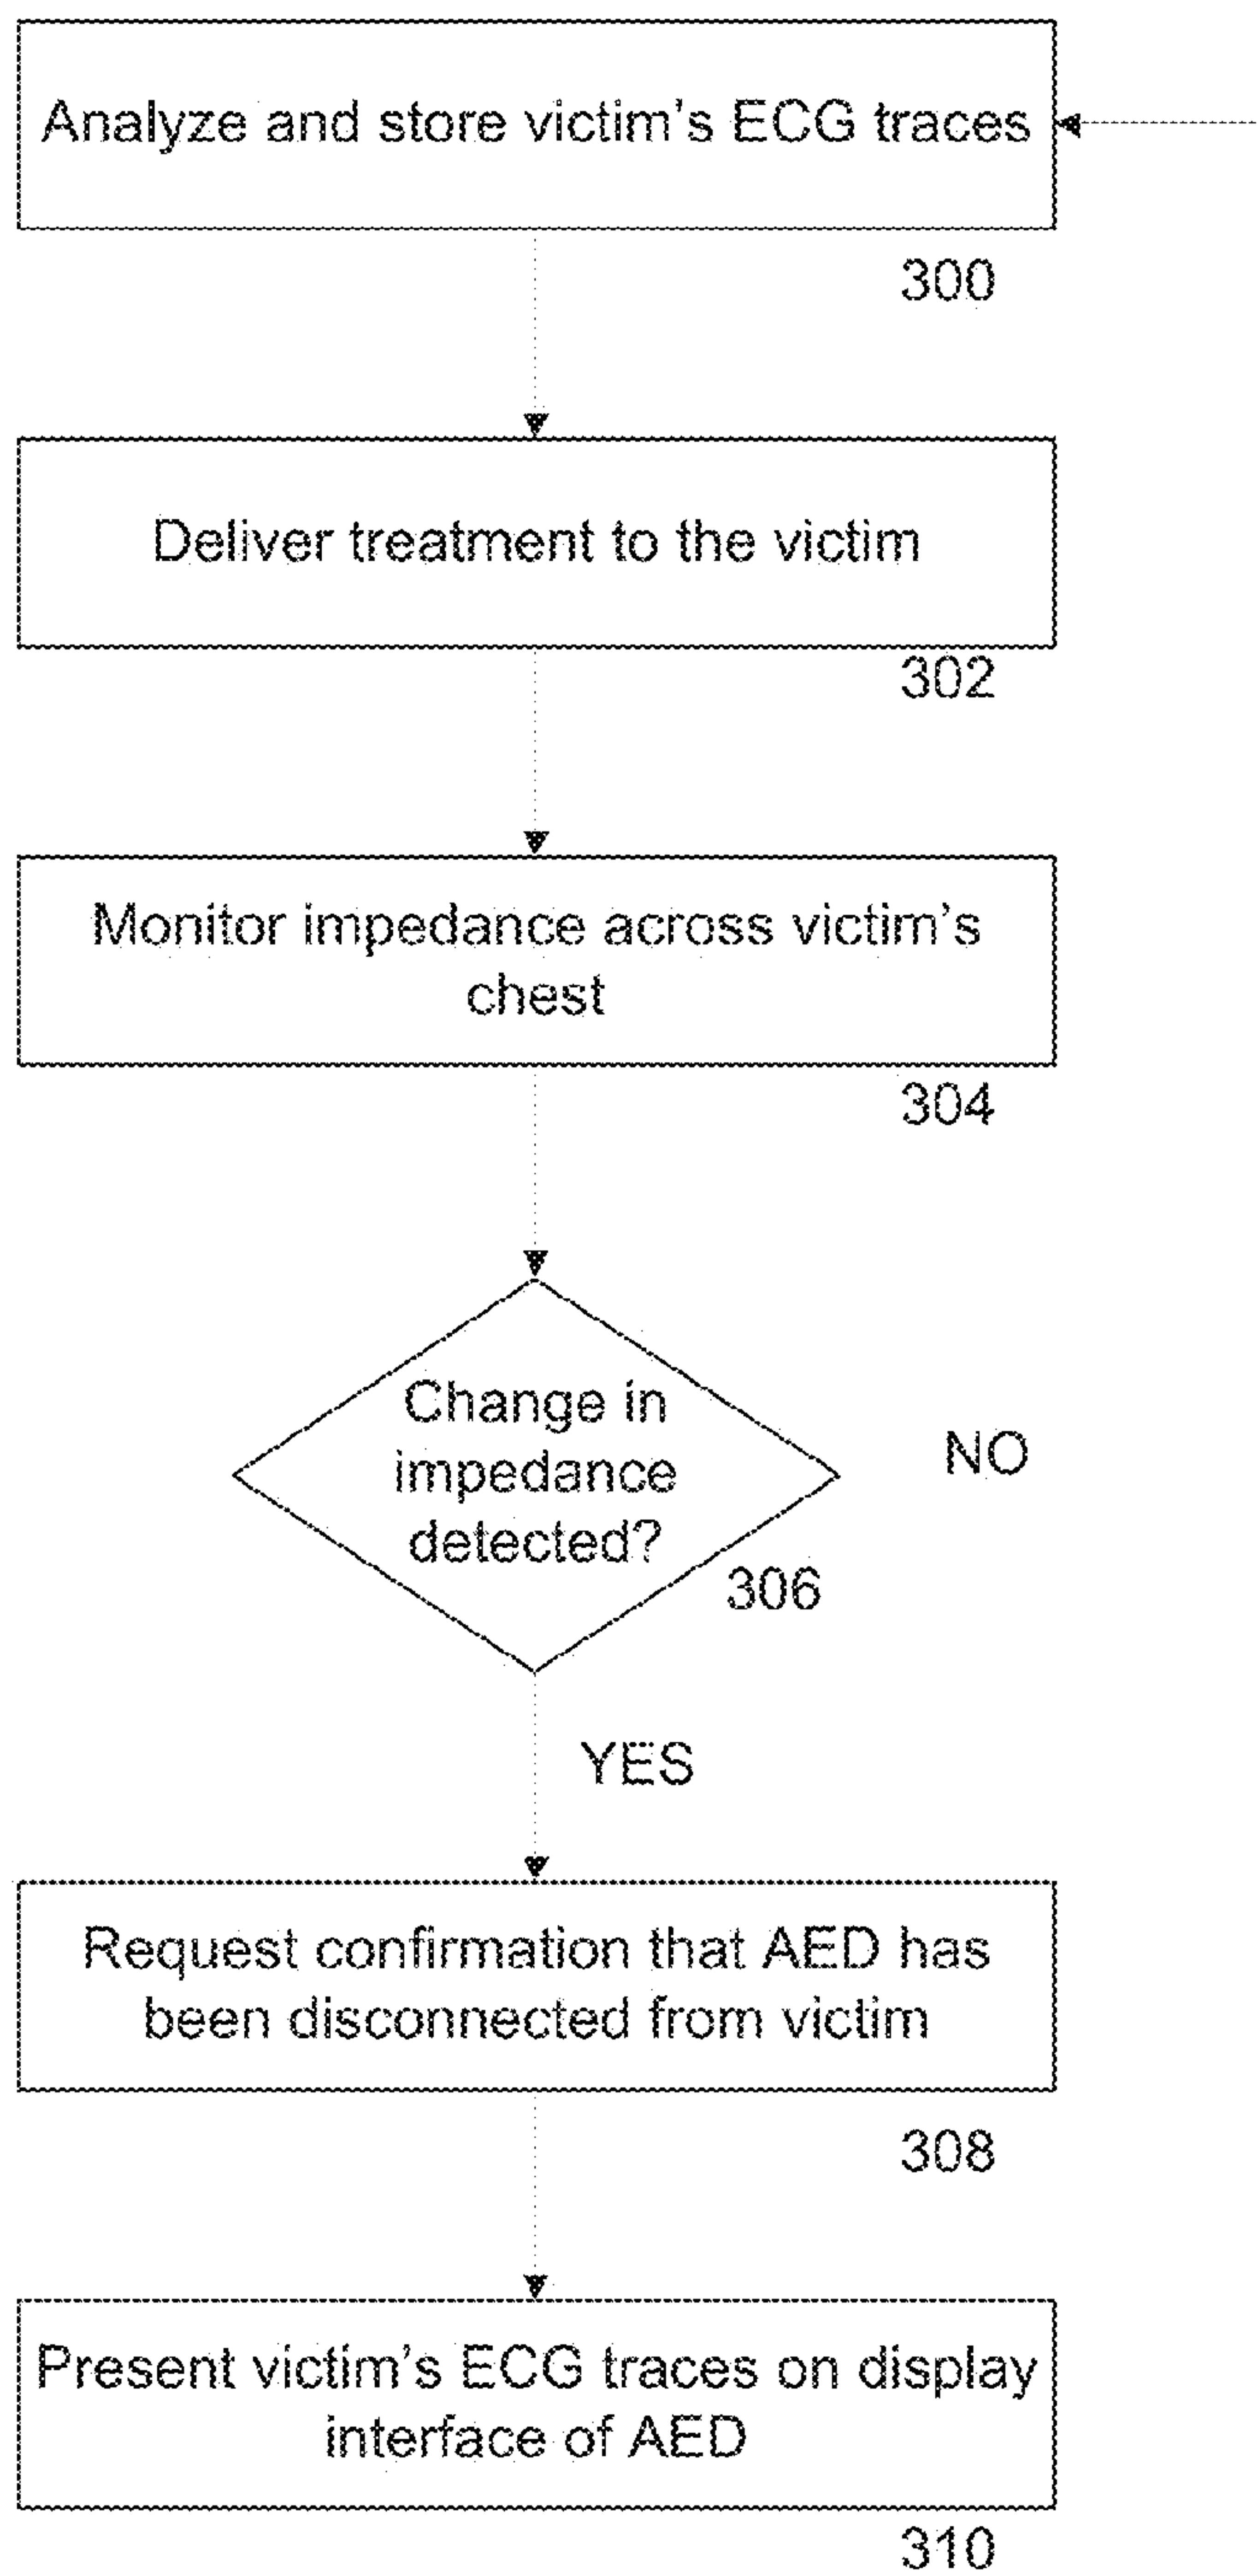 Analyze and store victim's ECG traces
300
Deliver treatment to the victim
302
Monitor impedance across victim's
chest
304
Change in
impedance
detected?
NO
306
YES
Request confirmation that AED has
been disconnected from victim
308
Present victim's ECG traces on display
interface of AED
310